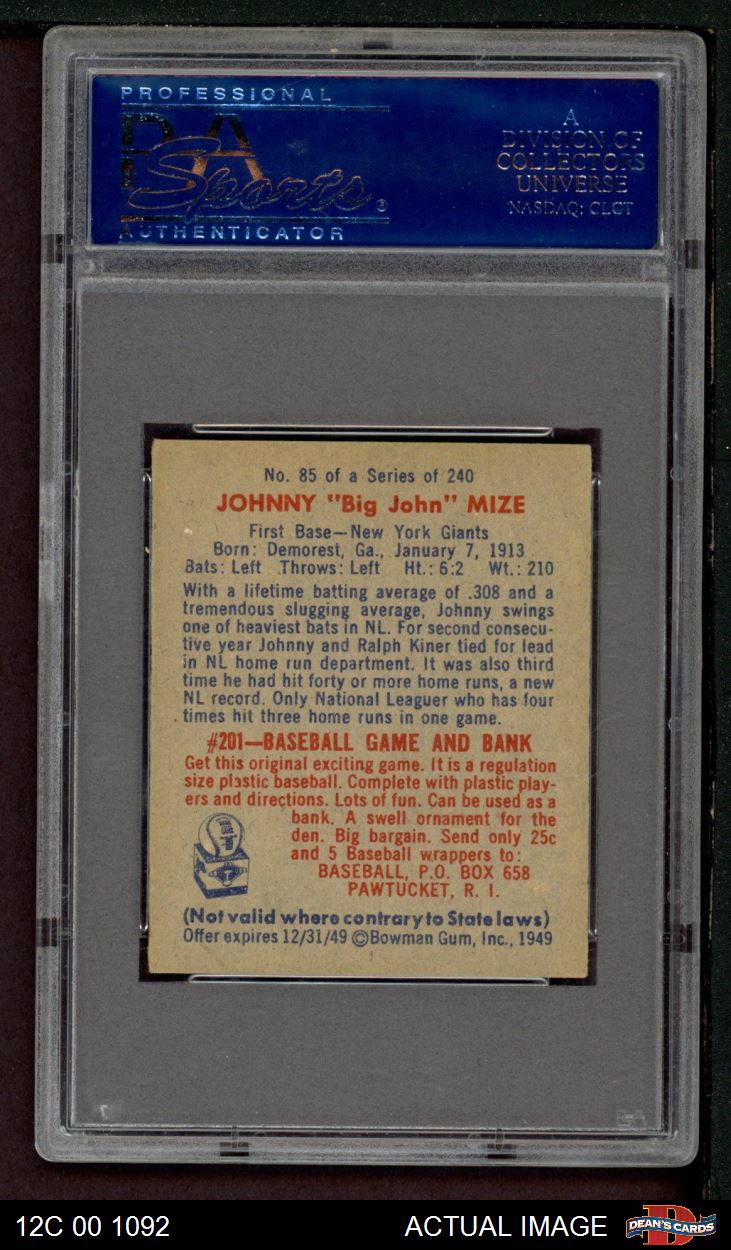 PROFESSIONAL
PSA
Sports®
AUTHENTICATOR
A
DIVISION OF
COLLECTORS
UNIVERSE
NASDAQ: CLCT
No. 85 of a Series of 240
JOHNNY "Big John" MIZE
First Base—New York Giants
Born: Demorest, Ga., January 7, 1913
Bats: Left Throws: Left Ht.: 6:2 Wt.: 210
With a lifetime batting average of .308 and a
tremendous slugging average, Johnny swings
one of heaviest bats in NL. For second consecu-
tive year Johnny and Ralph Kiner tied for lead
in NL home run department. It was also third
time he had hit forty or more home runs, a new
NL record. Only National Leaguer who has four
times hit three home runs in one game.
#201—BASEBALL GAME AND BANK
Get this original exciting game. It is a regulation
size plastic baseball. Complete with plastic play-
ers and directions. Lots of fun. Can be used as a
bank. A swell ornament for the
den. Big bargain. Send only 25c
and 5 Baseball wrappers to:
BASEBALL, P.O. BOX 658
PAWTUCKET, R. I.
(Not valid where contrary to State laws)
Offer expires 12/31/49 ©Bowman Gum, Inc., 1949
PSA
12C 00 1092
ACTUAL IMAGE
DEAN'S CARDS